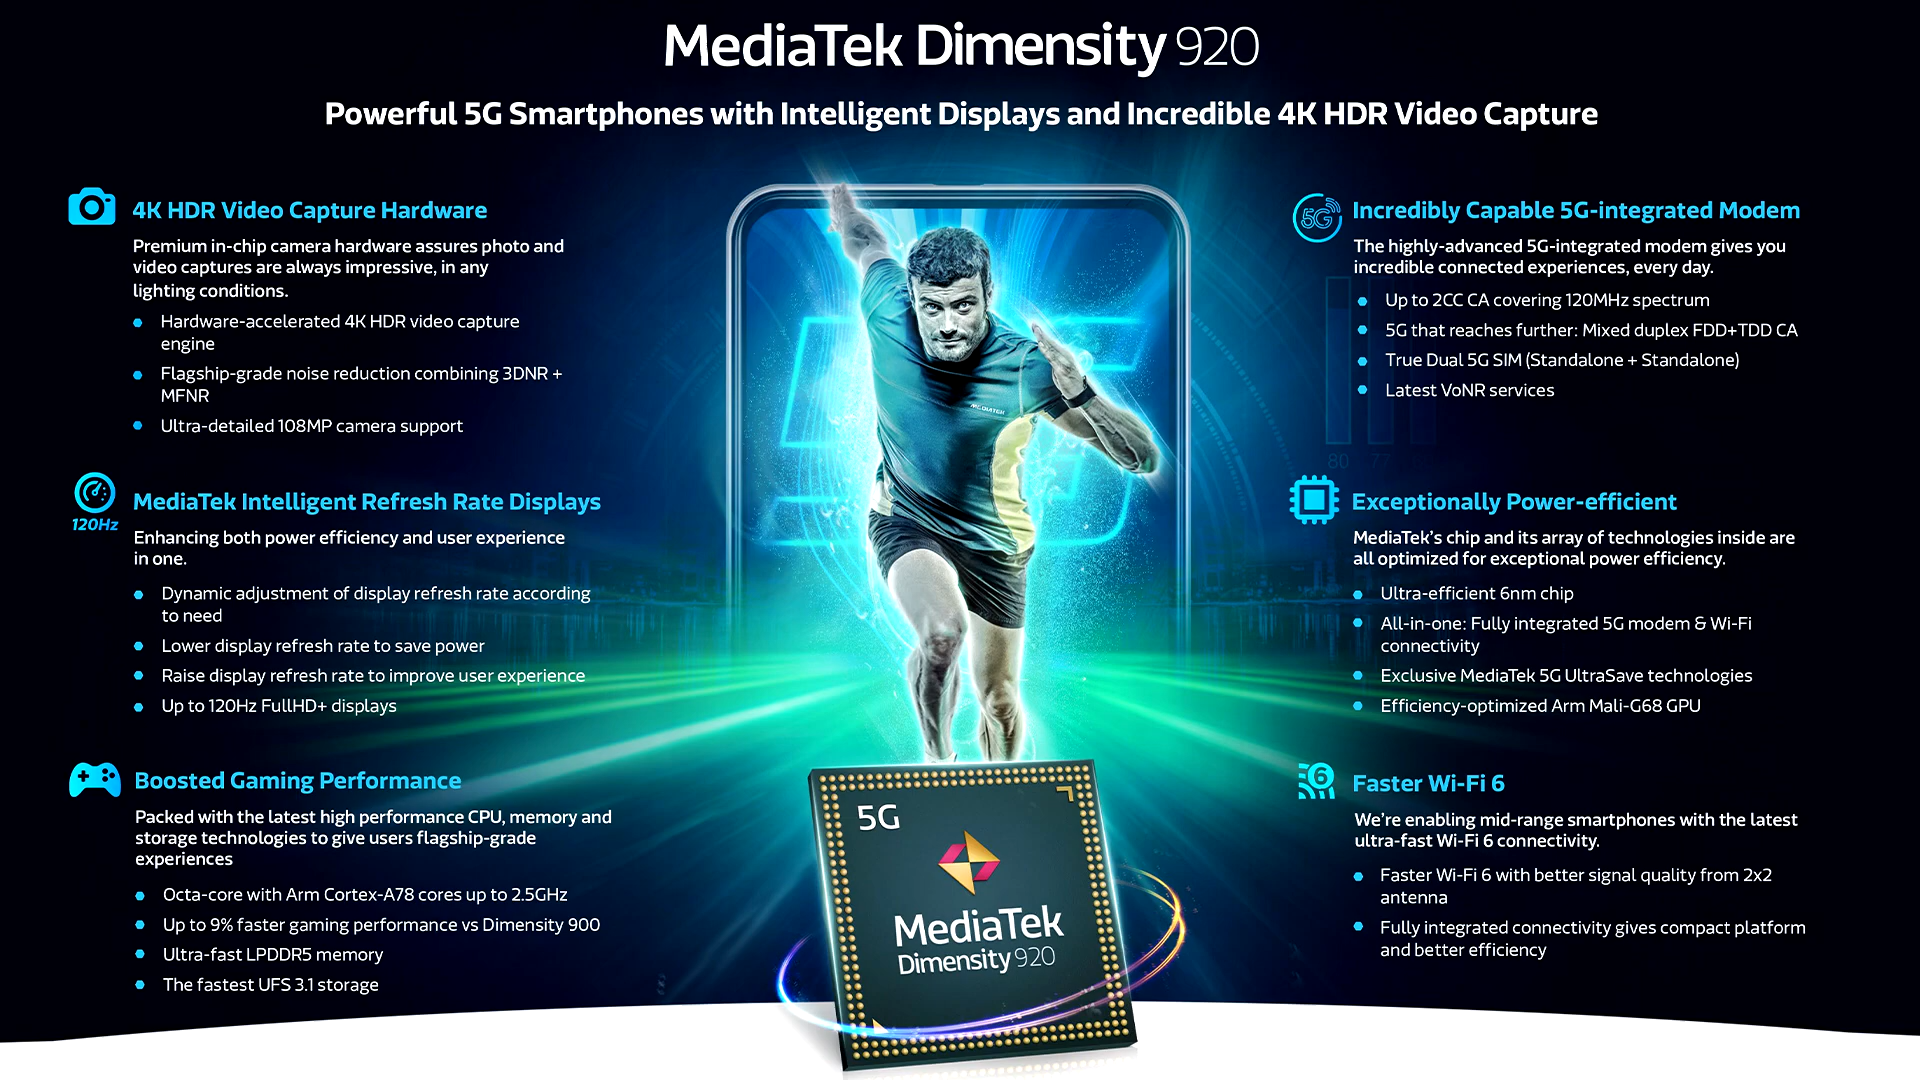 MediaTek Dimensity 920
Powerful 5G Smartphones with Intelligent Displays and Incredible 4K HDR Video Capture
4K HDR Video Capture Hardware
Premium in-chip camera hardware assures photo and
video captures are always impressive, in any
lighting conditions.
Hardware-accelerated 4K HDR video capture
engine
Flagship-grade noise reduction combining 3DNR +
MFNR
Ultra-detailed 108MP camera support
120Hz
MediaTek Intelligent Refresh Rate Displays
Enhancing both power efficiency and user experience
in one.
Dynamic adjustment of display refresh rate according
to need
Lower display refresh rate to save power
Raise display refresh rate to improve user experience
Up to 120Hz FullHD+ displays
Boosted Gaming Performance
Packed with the latest high performance CPU, memory and
storage technologies to give users flagship-grade
experiences
Octa-core with Arm Cortex-A78 cores up to 2.5GHz
Up to 9% faster gaming performance vs Dimensity 900
Ultra-fast LPDDR5 memory
The fastest UFS 3.1 storage
5G
MEDIATEK
5G
MediaTek
Dimensity 920
5G
Incredibly Capable 5G-integrated Modem
The highly-advanced 5G-integrated modem gives you
incredible connected experiences, every day.
Up to 2CC CA covering 120MHz spectrum
5G that reaches further: Mixed duplex FDD+TDD CA
True Dual 5G SIM (Standalone + Standalone)
Latest VoNR services
80 77
Exceptionally Power-efficient
MediaTek's chip and its array of technologies inside are
all optimized for exceptional power efficiency.
Ultra-efficient 6nm chip
All-in-one: Fully integrated 5G modem & Wi-Fi
connectivity
Exclusive MediaTek 5G UltraSave technologies
Efficiency-optimized Arm Mali-G68 GPU
6
Faster Wi-Fi 6
We're enabling mid-range smartphones with the latest
ultra-fast Wi-Fi 6 connectivity.
Faster Wi-Fi 6 with better signal quality from 2x2
antenna
Fully integrated connectivity gives compact platform
and better efficiency